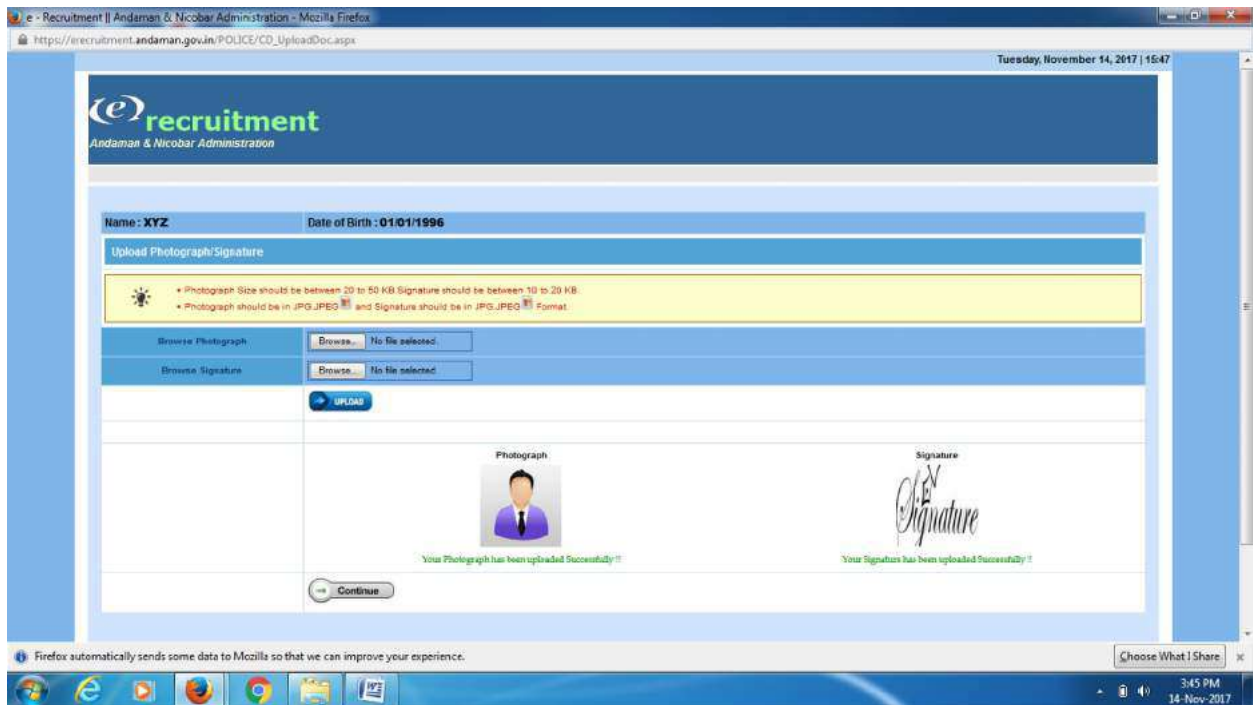 e - Recruitment || Andaman & Nicobar Administration - Mozilla Firefox
https://erecruitment.andaman.gov.in/POLICE/CD_UploadDoc.aspx
Tuesday, November 14, 2017 | 15:47
(e) recruitment
Andaman & Nicobar Administration
Name : XYZ Date of Birth : 01/01/1996
Upload Photograph/Signature
• Photograph Size should be between 20 to 50 KB Signature should be between 10 to 20 KB.
• Photograph should be in JPG,JPEG and Signature should be in JPG,JPEG Format.
Browse Photograph Browse... No file selected.
Browse Signature Browse... No file selected.
UPLOAD
Photograph Signature
Signature
Your Photograph has been uploaded Successfully !! Your Signature has been uploaded Successfully !!
Continue
Firefox automatically sends some data to Mozilla so that we can improve your experience. Choose What I Share
3:45 PM
14-Nov-2017